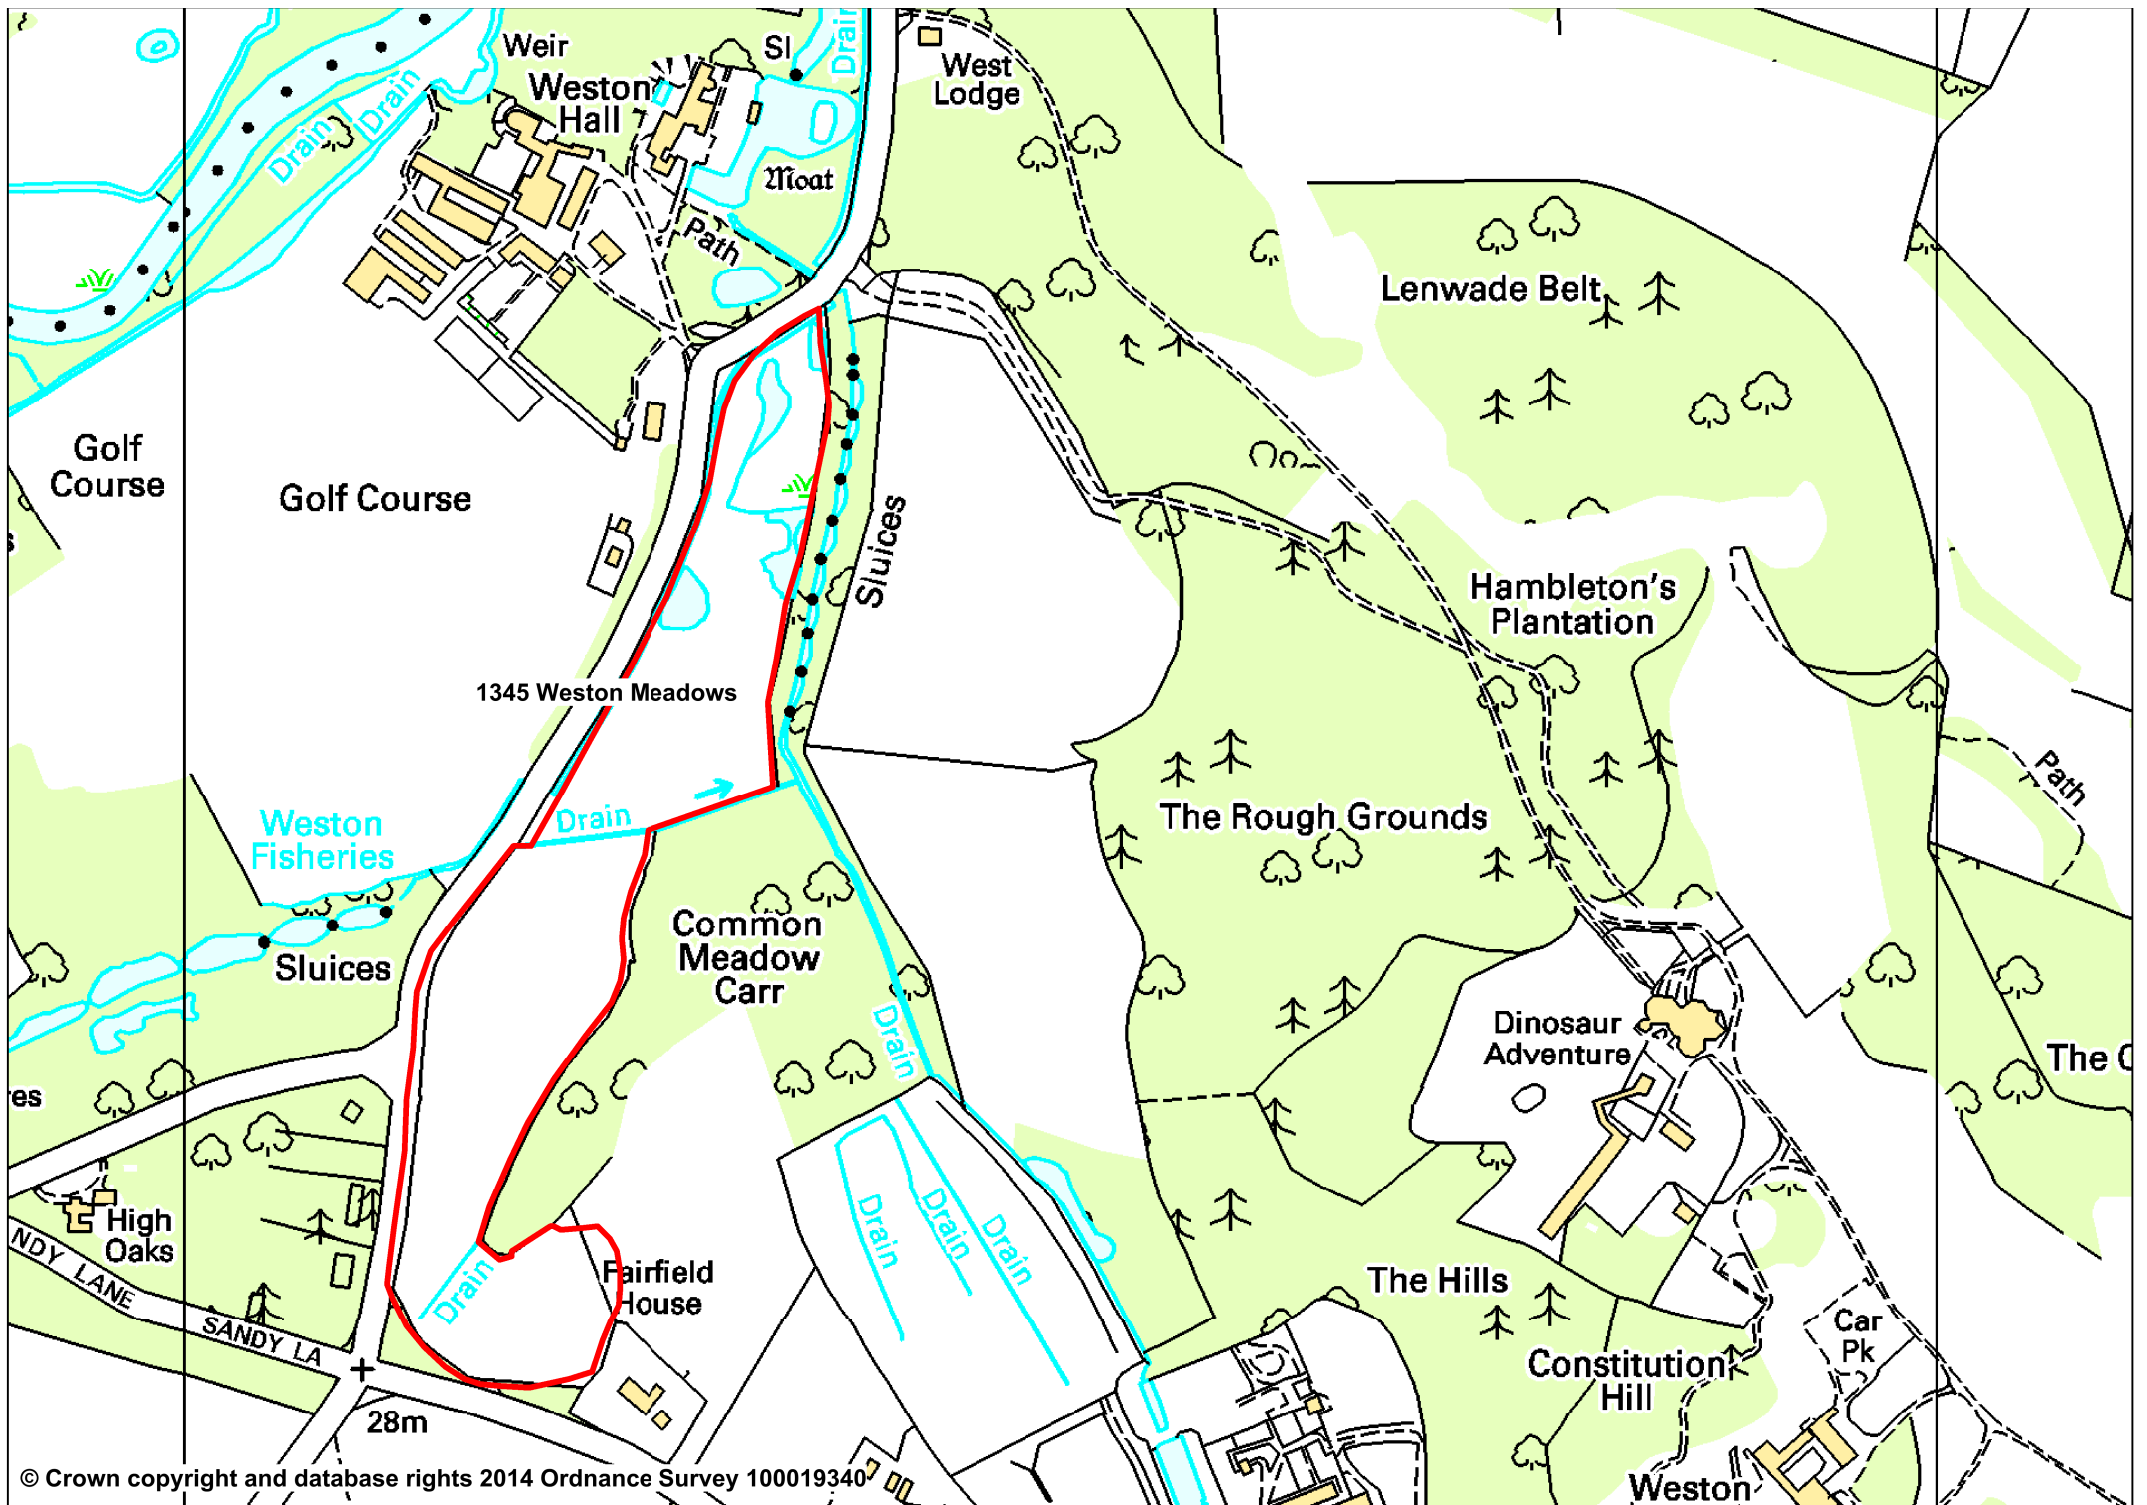 Weir
SI
Drain
West
Lodge
Weston
Hall
Drain
Drain
Moat
Path
Lenwade Belt
Golf
Course
Golf Course
Sluices
Hambleton's
Plantation
1345 Weston Meadows
Path
Drain
The Rough Grounds
Weston
Fisheries
Common
Meadow
Carr
Sluices
Drain
Dinosaur
Adventure
The C
es
High
Oaks
Drain
Drain
Drain
NDY LANE
Drain
Fairfield
House
The Hills
SANDY LA
Car
Pk
Constitution
Hill
28m
© Crown copyright and database rights 2014 Ordnance Survey 100019340
Weston